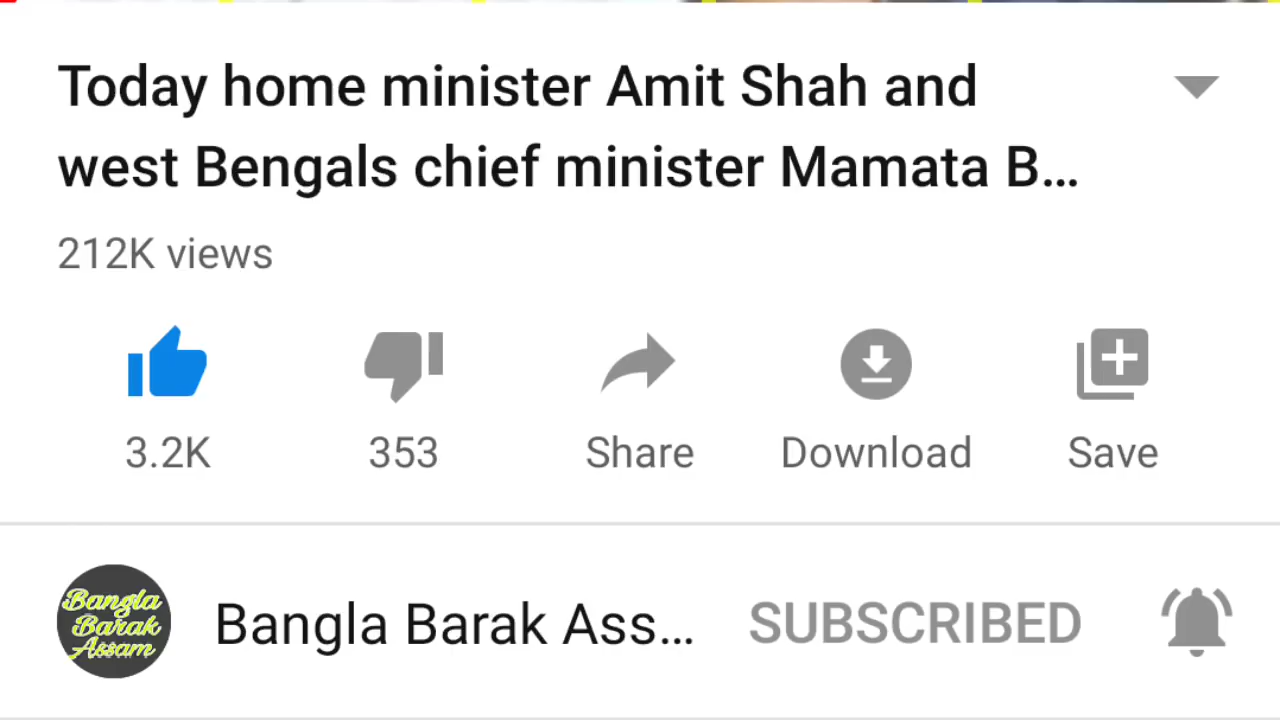 Today home minister Amit Shah and
west Bengals chief minister Mamata B...
212K views
3.2K 353 Share Download Save
Bangla
Barak
Assam
Bangla Barak Ass... SUBSCRIBED